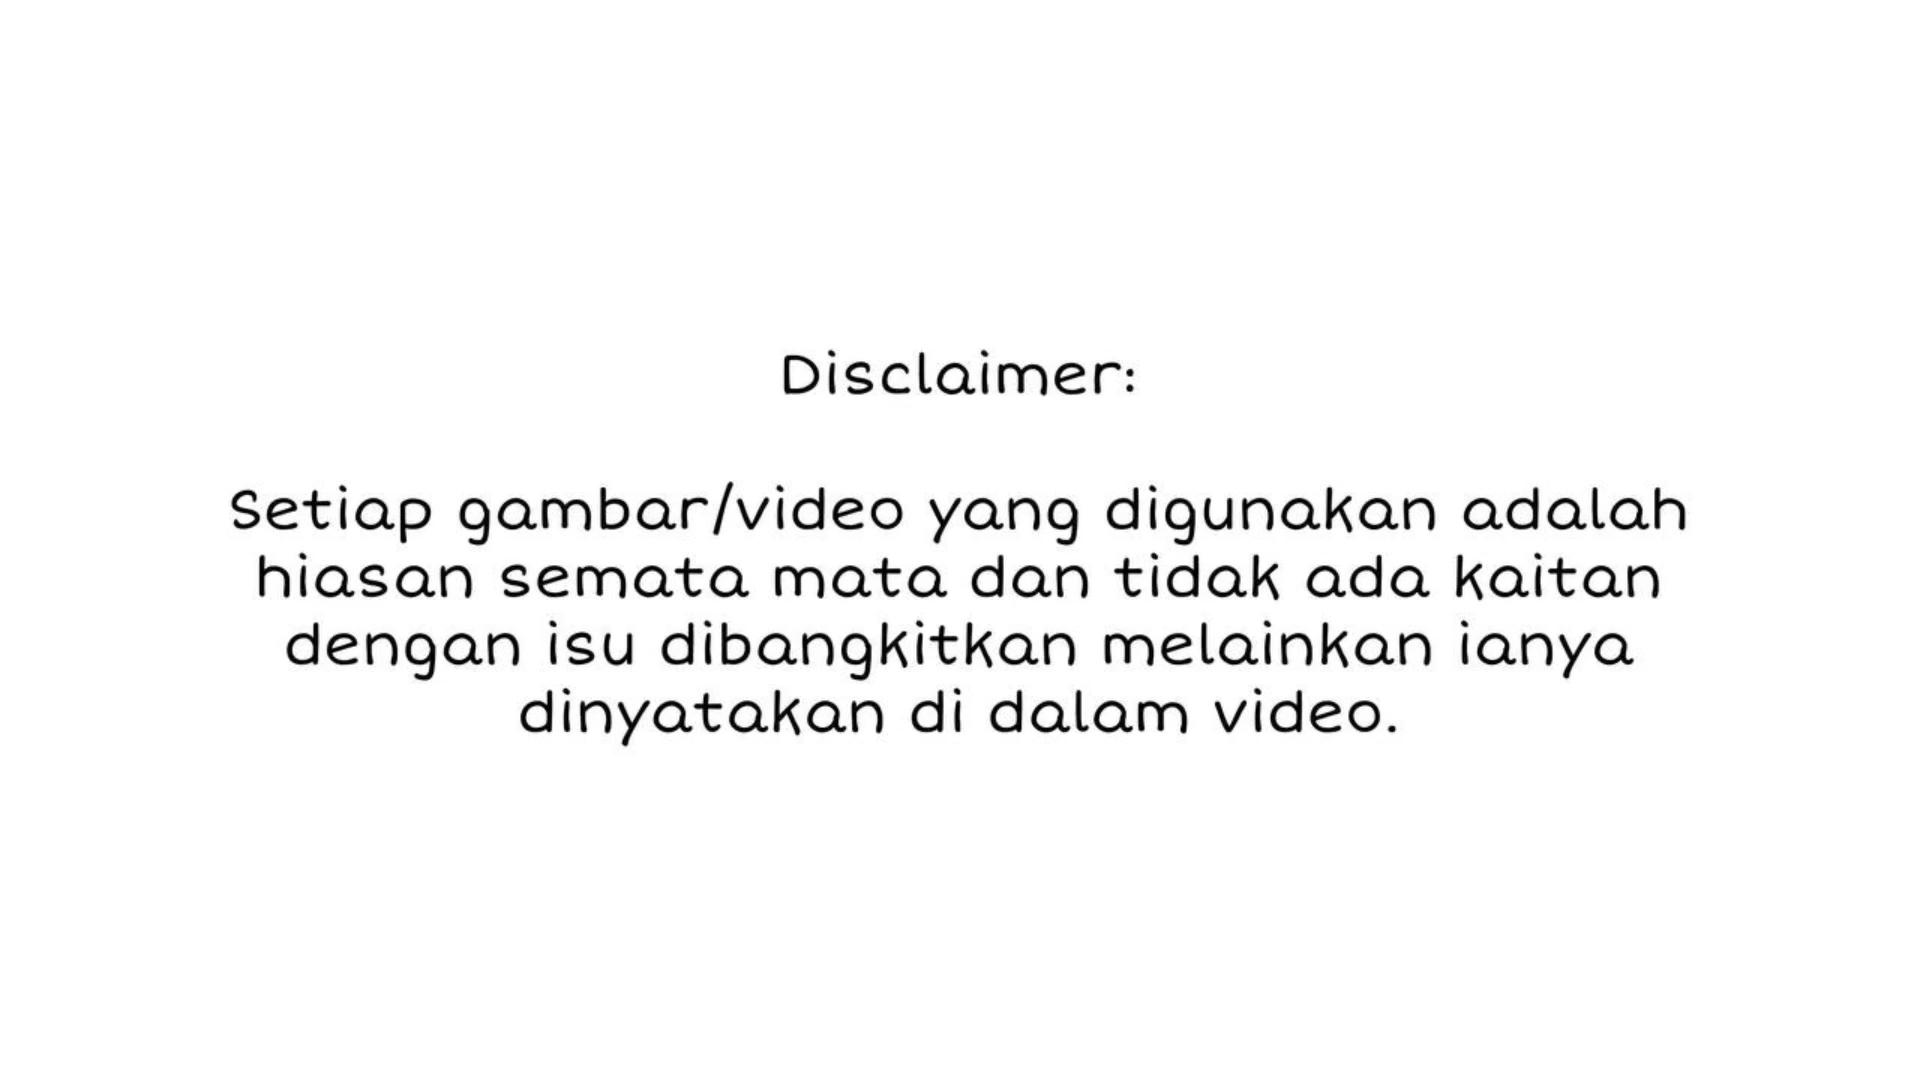 Disclaimer:
Setiap gambar/video yang digunakan adalah
hiasan semata mata dan tidak ada kaitan
dengan isu dibangkitkan melainkan ianya
dinyatakan di dalam video.